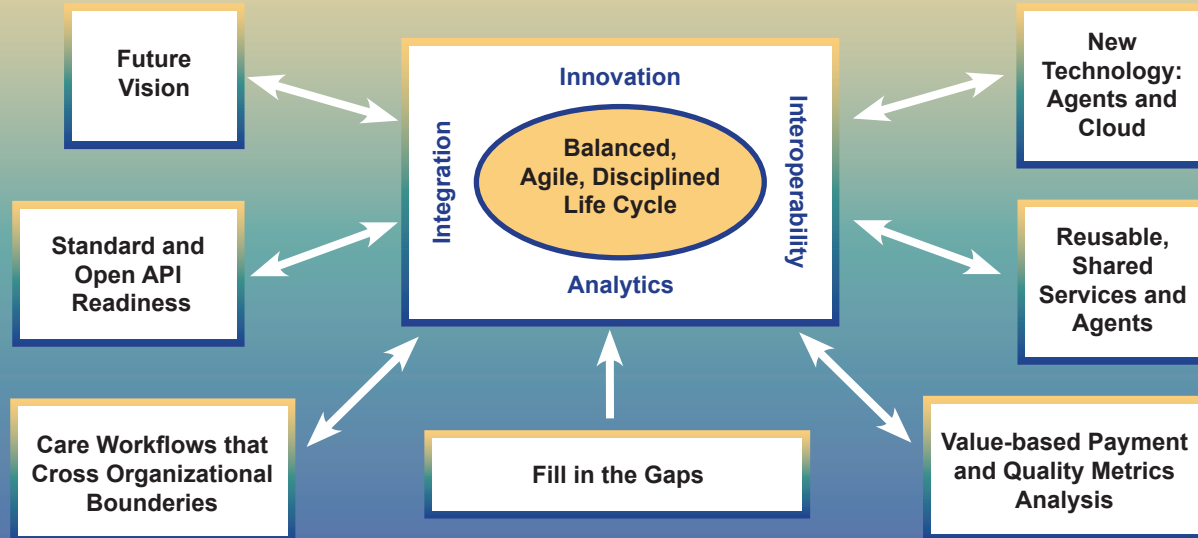 Future
Vision
New
Technology:
Agents and
Cloud
Innovation
Integration
Balanced,
Agile, Disciplined
Life Cycle
Interoperability
Analytics
Standard and
Open API
Readiness
Reusable,
Shared
Services and
Agents
Care Workflows that
Cross Organizational
Bounderies
Fill in the Gaps
Value-based Payment
and Quality Metrics
Analysis